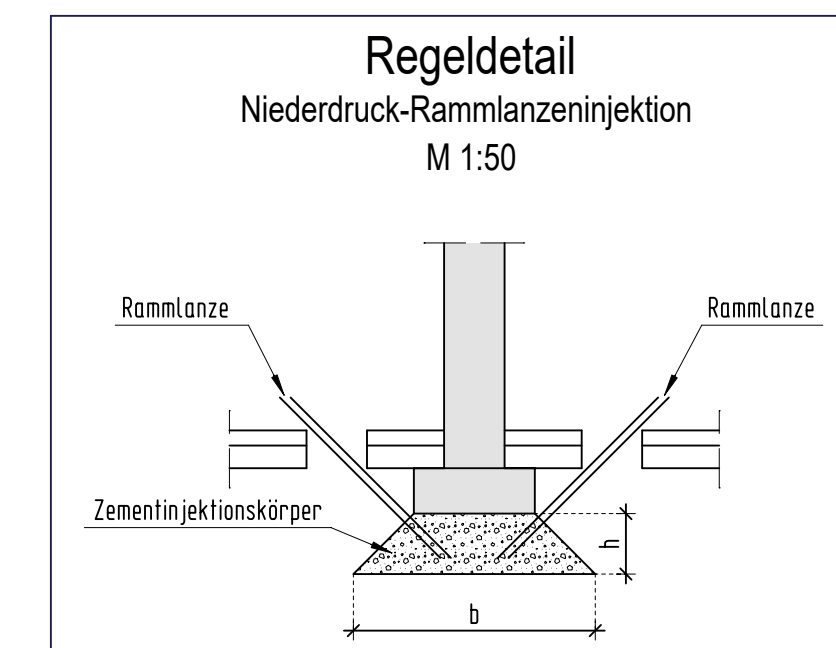 Regeldetail
Niederdruck-Rammlanzeninjektion
M 1:50
Rammlanze
Rammlanze
Zementinjektionskörper
h
b